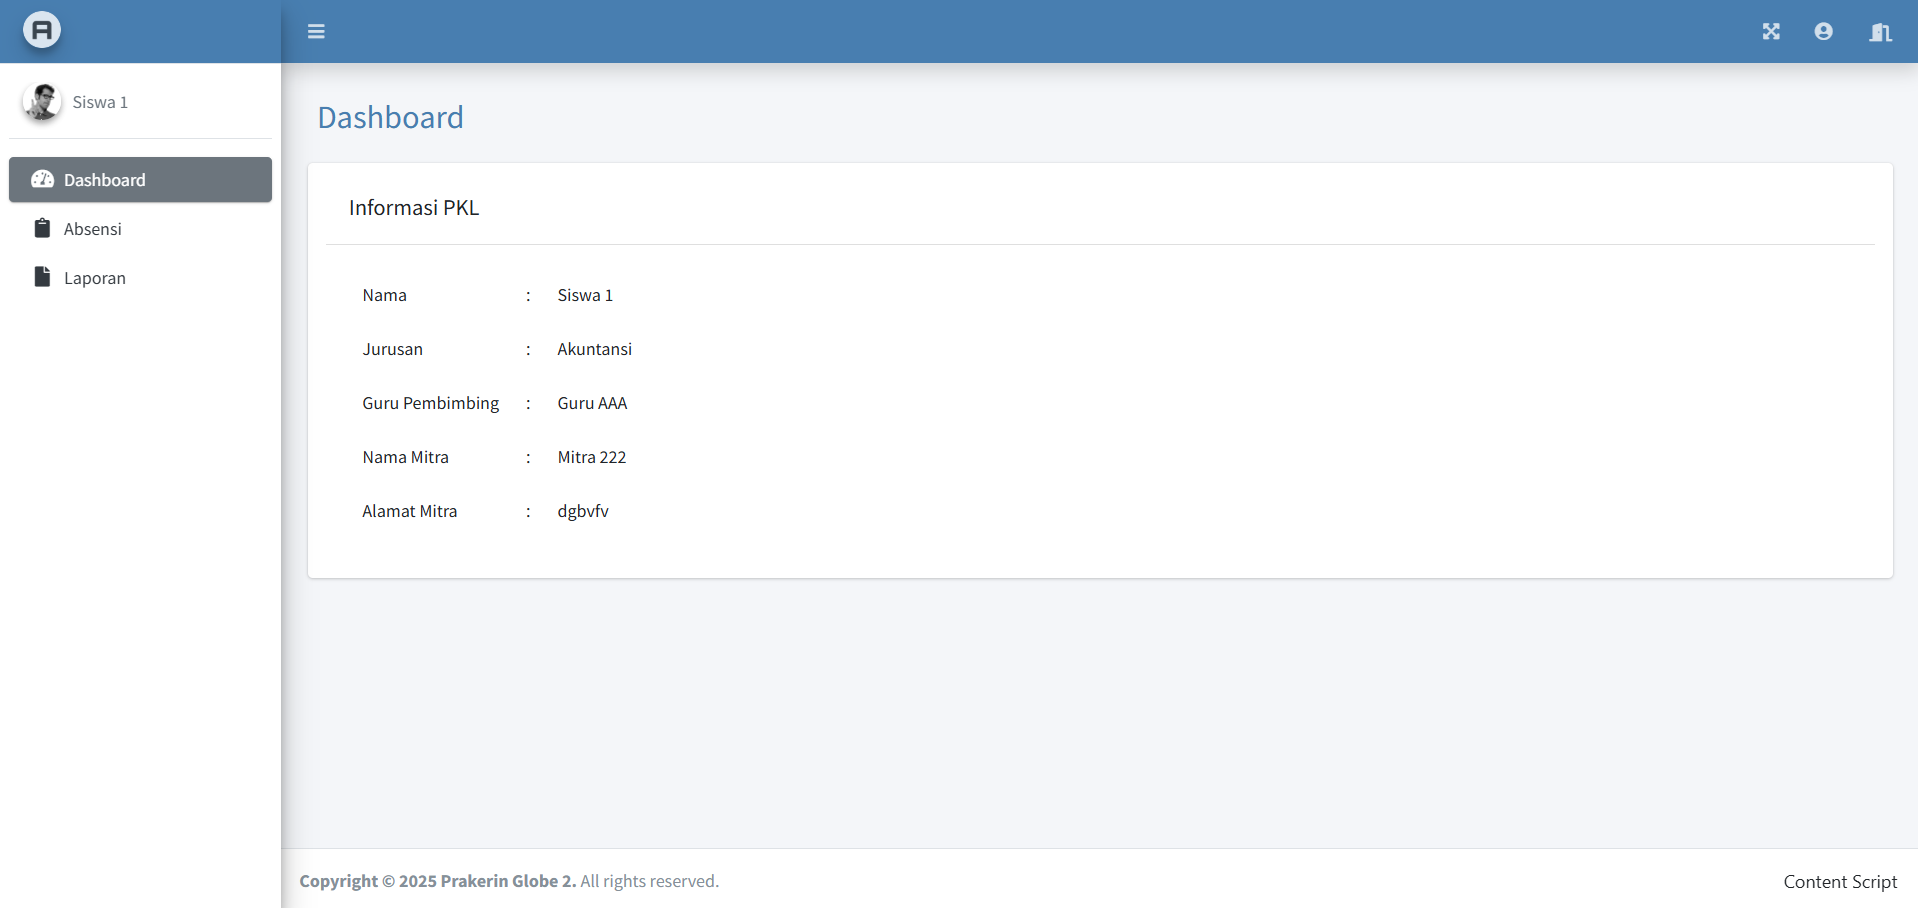 A
Siswa 1
Dashboard
Absensi
Laporan
Dashboard
Informasi PKL
Nama : Siswa 1
Jurusan : Akuntansi
Guru Pembimbing : Guru AAA
Nama Mitra : Mitra 222
Alamat Mitra : dgbvfv
Copyright © 2025 Prakerin Globe 2. All rights reserved.
Content Script